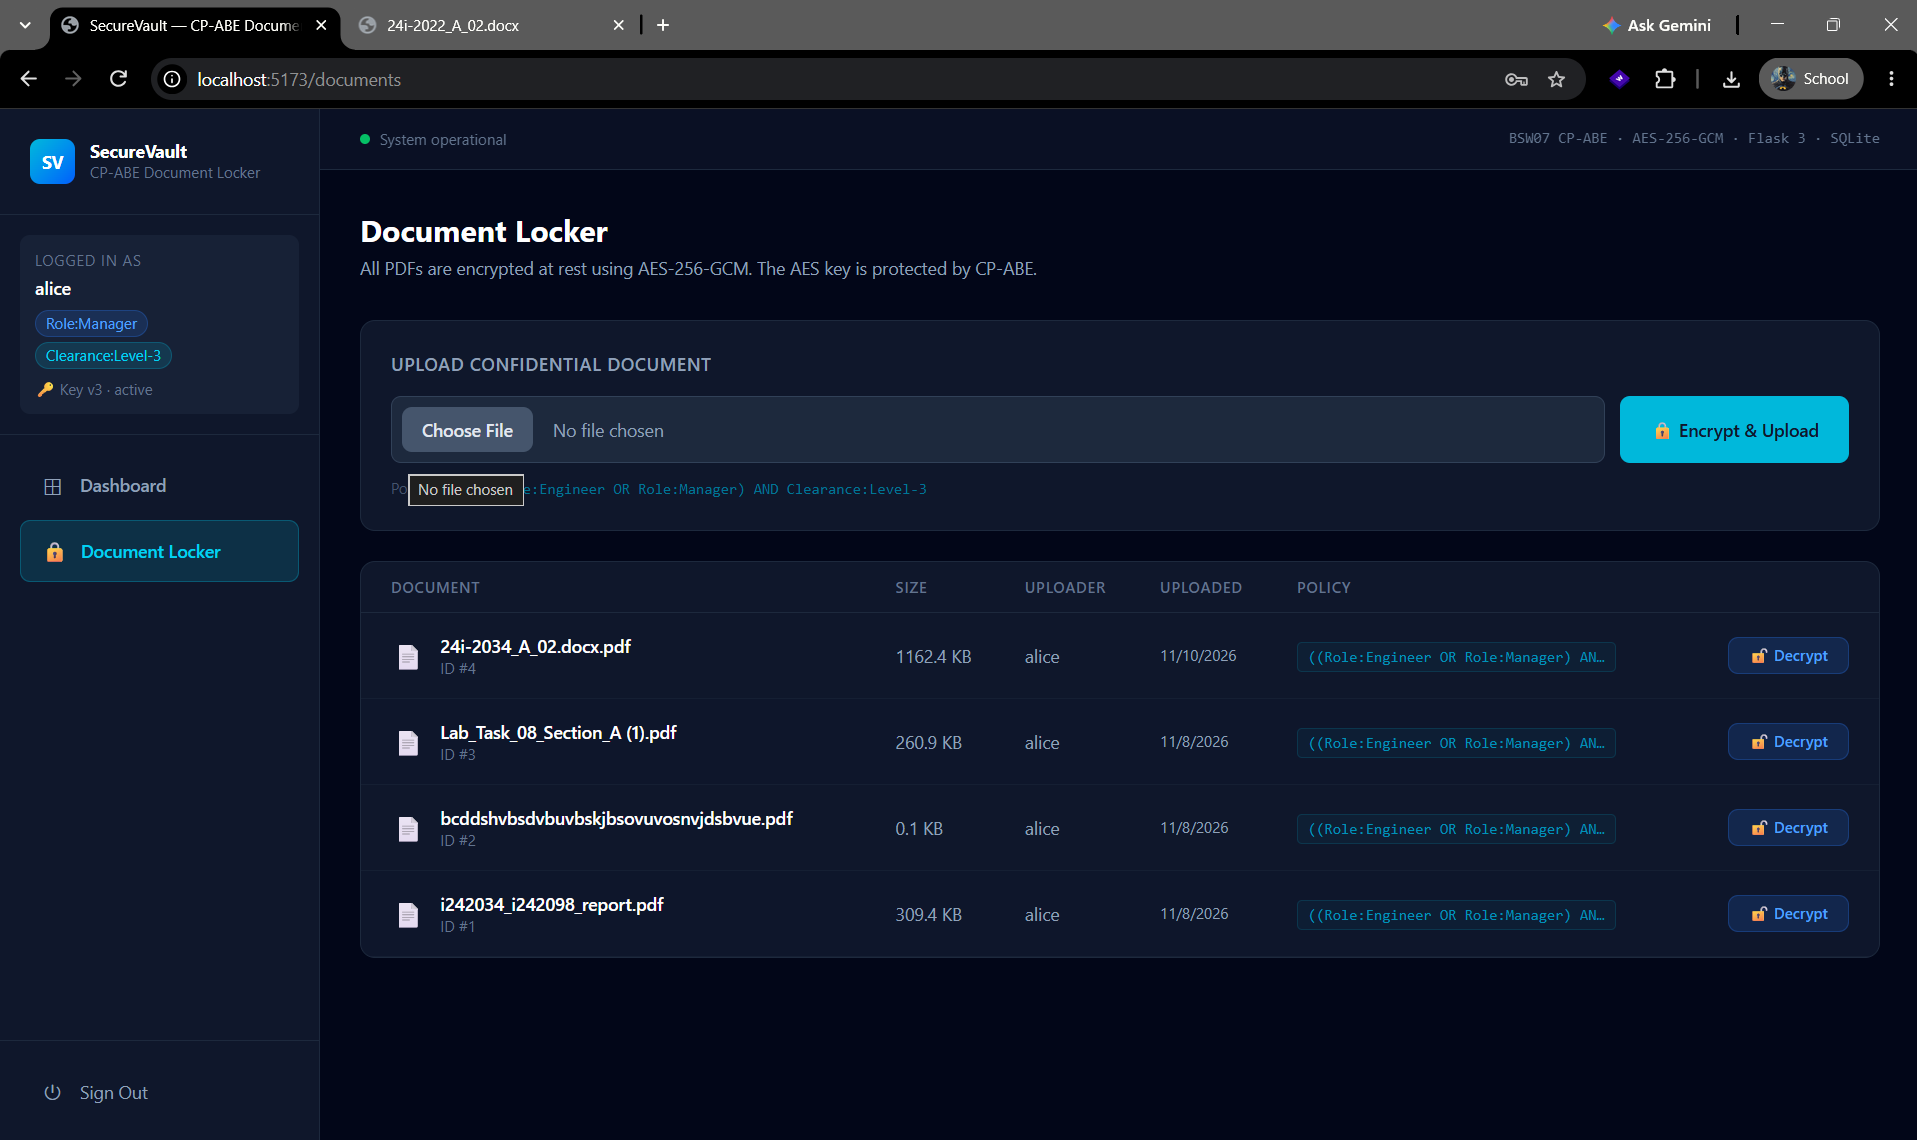 SecureVault — CP-ABE Docume
24i-2022_A_02.docx
Ask Gemini
localhost:5173/documents
School
SV
SecureVault
CP-ABE Document Locker
System operational
BSW07 CP-ABE · AES-256-GCM · Flask 3 · SQLite
LOGGED IN AS
alice
Role:Manager
Clearance:Level-3
Key v3 · active
Dashboard
Document Locker
Sign Out
Document Locker
All PDFs are encrypted at rest using AES-256-GCM. The AES key is protected by CP-ABE.
UPLOAD CONFIDENTIAL DOCUMENT
Choose File
No file chosen
Encrypt & Upload
Po
No file chosen
e:Engineer OR Role:Manager) AND Clearance:Level-3
DOCUMENT SIZE UPLOADER UPLOADED POLICY
24i-2034_A_02.docx.pdf
ID #4
1162.4 KB alice 11/10/2026 ((Role:Engineer OR Role:Manager) AN… Decrypt
Lab_Task_08_Section_A (1).pdf
ID #3
260.9 KB alice 11/8/2026 ((Role:Engineer OR Role:Manager) AN… Decrypt
bcddshvbsdvbuvbskjbsovuvosnvjdsbvue.pdf
ID #2
0.1 KB alice 11/8/2026 ((Role:Engineer OR Role:Manager) AN… Decrypt
i242034_i242098_report.pdf
ID #1
309.4 KB alice 11/8/2026 ((Role:Engineer OR Role:Manager) AN… Decrypt